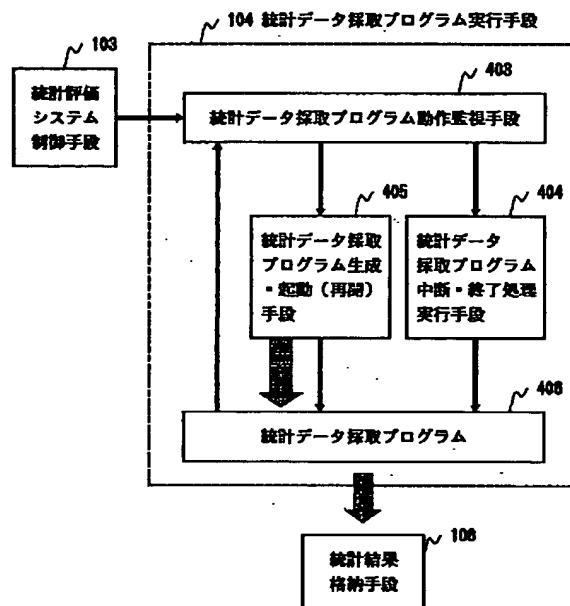 104 統計データ採取プログラム実行手段
103
統計評価
システム
制御手段
403
統計データ採取プログラム動作監視手段
405
統計データ採取
プログラム生成
・起動（再開）
手段
404
統計データ
採取プログラム
中断・終了処理
実行手段
406
統計データ採取プログラム
106
統計結果
格納手段